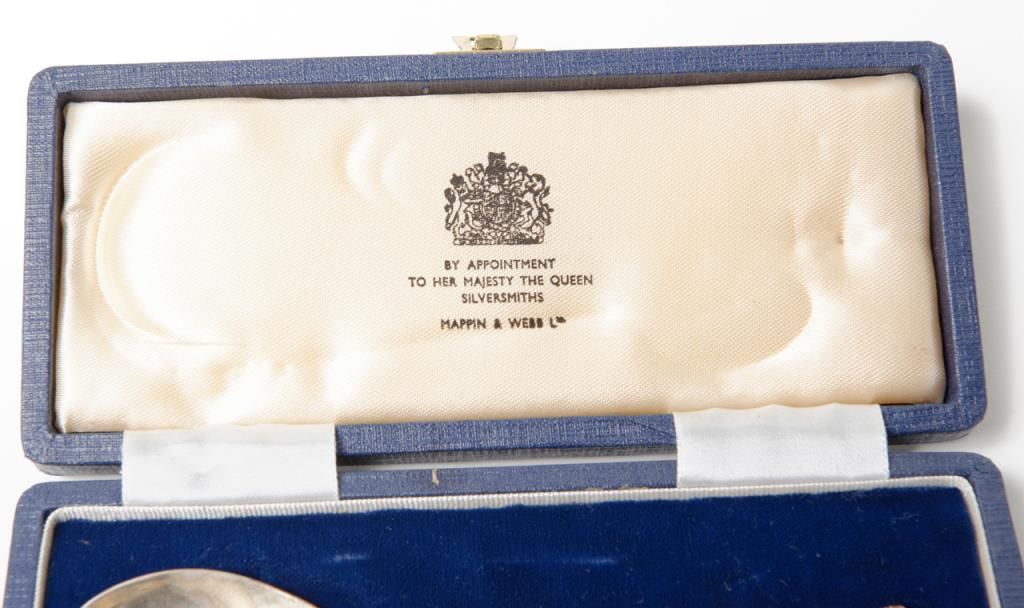 BY APPOINTMENT
TO HER MAJESTY THE QUEEN
SILVERSMITHS
MAPPIN & WEBB LTD